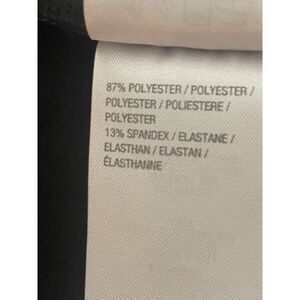 87% POLYESTER / POLYESTER /
POLYESTER / POLIESTERE /
POLYESTER
13% SPANDEX / ELASTANE /
ELASTHAN / ELASTAN /
ÉLASTHANNE